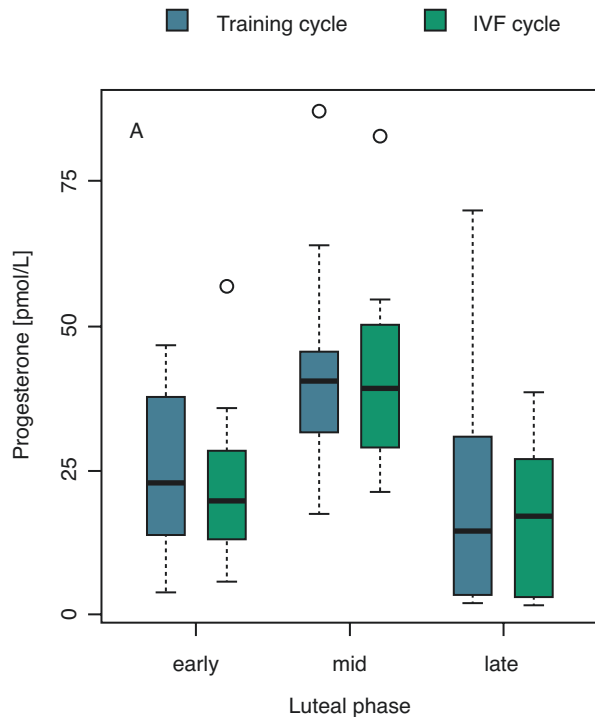 Training cycle IVF cycle
A
75
50
25
0
Progesterone [pmol/L]
early mid late
Luteal phase